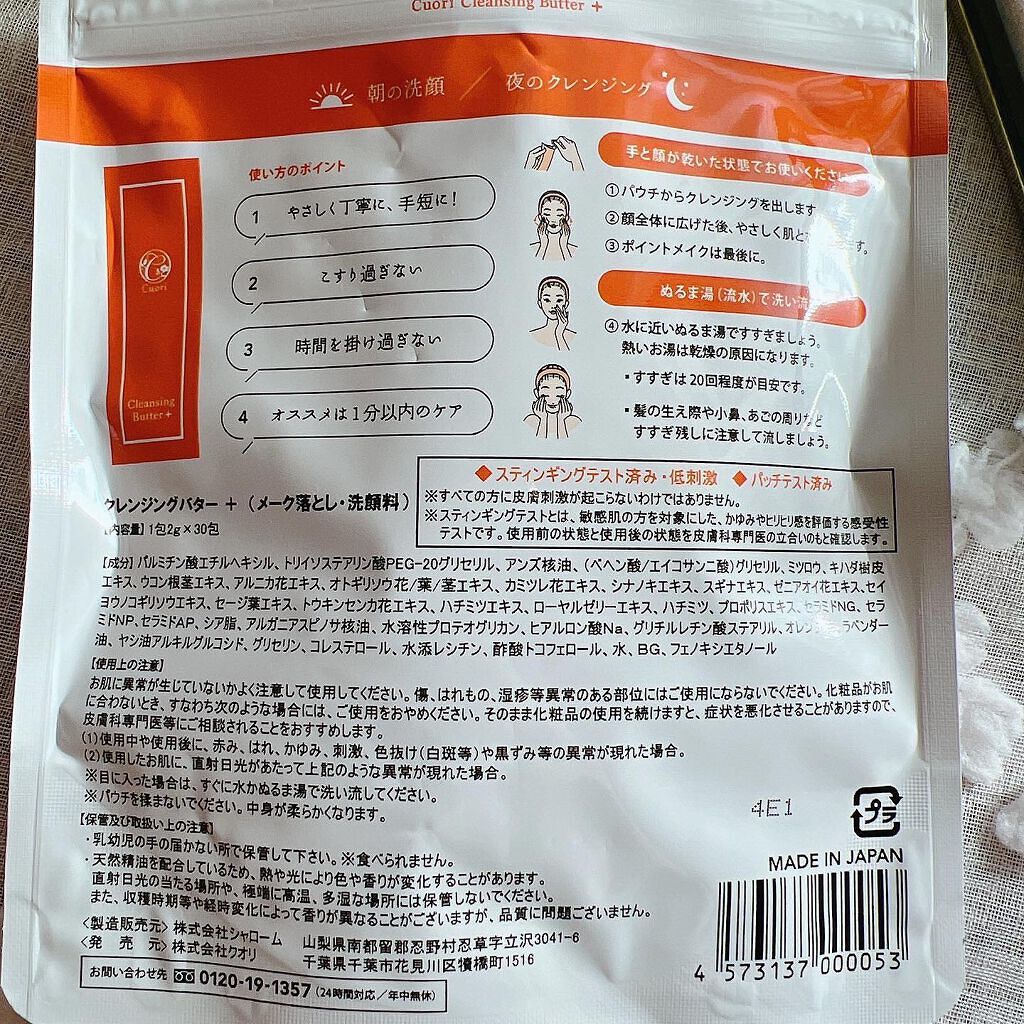 Cuori Cleansing Butter +
朝の洗顔 / 夜のクレンジング
Cuori
Cleansing
Butter +
使い方のポイント
1 やさしく丁寧に、手短に!
2 こすり過ぎない
3 時間を掛け過ぎない
4 オススメは1分以内のケア
手と顔が乾いた状態でお使いください
①パウチからクレンジングを出します
②顔全体に広げた後、やさしく肌と す。
③ポイントメイクは最後に。
ぬるま湯(流水)で洗い流
④水に近いぬるま湯ですすぎましょう。
熱いお湯は乾燥の原因になります。
▪すすぎは20回程度が目安です。
▪髪の生え際や小鼻、あごの周りなど
すすぎ残しに注意して流しましょう。
◆スティンギングテスト済み・低刺激 ◆パッチテスト済み
※すべての方に皮膚刺激が起こらないわけではありません。
※スティンギングテストとは、敏感肌の方を対象にした、かゆみやヒリヒリ感を評価する感受性
テストです。使用前の状態と使用後の状態を皮膚科専門医の立合いのもと確認します。
クレンジングバター +(メーク落とし・洗顔料)
【内容量】1包2g×30包
【成分】パルミチン酸エチルヘキシル、トリイソステアリン酸PEG-20グリセリル、アンズ核油、(ベヘン酸/エイコサン二酸)グリセリル、ミツロウ、キハダ樹皮
エキス、ウコン根茎エキス、アルニカ花エキス、オトギリソウ花/葉/茎エキス、カミツレ花エキス、シナノキエキス、スギナエキス、ゼニアオイ花エキス、セイ
ヨウノコギリソウエキス、セージ葉エキス、トウキンセンカ花エキス、ハチミツエキス、ローヤルゼリーエキス、ハチミツ、プロポリスエキス、セラミドNG、セラ
ミドNP、セラミドAP、シア脂、アルガニアスピノサ核油、水溶性プロテオグリカン、ヒアルロン酸Na、グリチルレチン酸ステアリル、オレン ラベンダー
油、ヤシ油アルキルグルコシド、グリセリン、コレステロール、水添レシチン、酢酸トコフェロール、水、BG、フェノキシエタノール
【使用上の注意】
お肌に異常が生じていないかよく注意して使用してください。傷、はれもの、湿疹等異常のある部位にはご使用にならないでください。化粧品がお肌
に合わないとき、すなわち次のような場合には、ご使用をおやめください。そのまま化粧品の使用を続けますと、症状を悪化させることがありますので、
皮膚科専門医等にご相談されることをおすすめします。
(1)使用中や使用後に、赤み、はれ、かゆみ、刺激、色抜け(白斑等)や黒ずみ等の異常が現れた場合。
(2)使用したお肌に、直射日光があたって上記のような異常が現れた場合。
※目に入った場合は、すぐに水かぬるま湯で洗い流してください。
※パウチを揉まないでください。中身が柔らかくなります。
【保管及び取扱い上の注意】
・乳幼児の手の届かない所で保管して下さい。※食べられません。
・天然精油を配合しているため、熱や光により色や香りが変化することがあります。
直射日光の当たる場所や、極端に高温、多湿な場所には保管しないでください。
また、収穫時期等や経時変化によって香りが異なることがございますが、品質に問題ございません。
<製造販売元> 株式会社シャローム 山梨県南都留郡忍野村忍草字立沢3041-6
<発 売 元> 株式会社クオリ 千葉県千葉市花見川区犢橋町1516
お問い合わせ先 0120-19-1357(24時間対応/年中無休)
4E1
プラ
MADE IN JAPAN
4 573137 000053